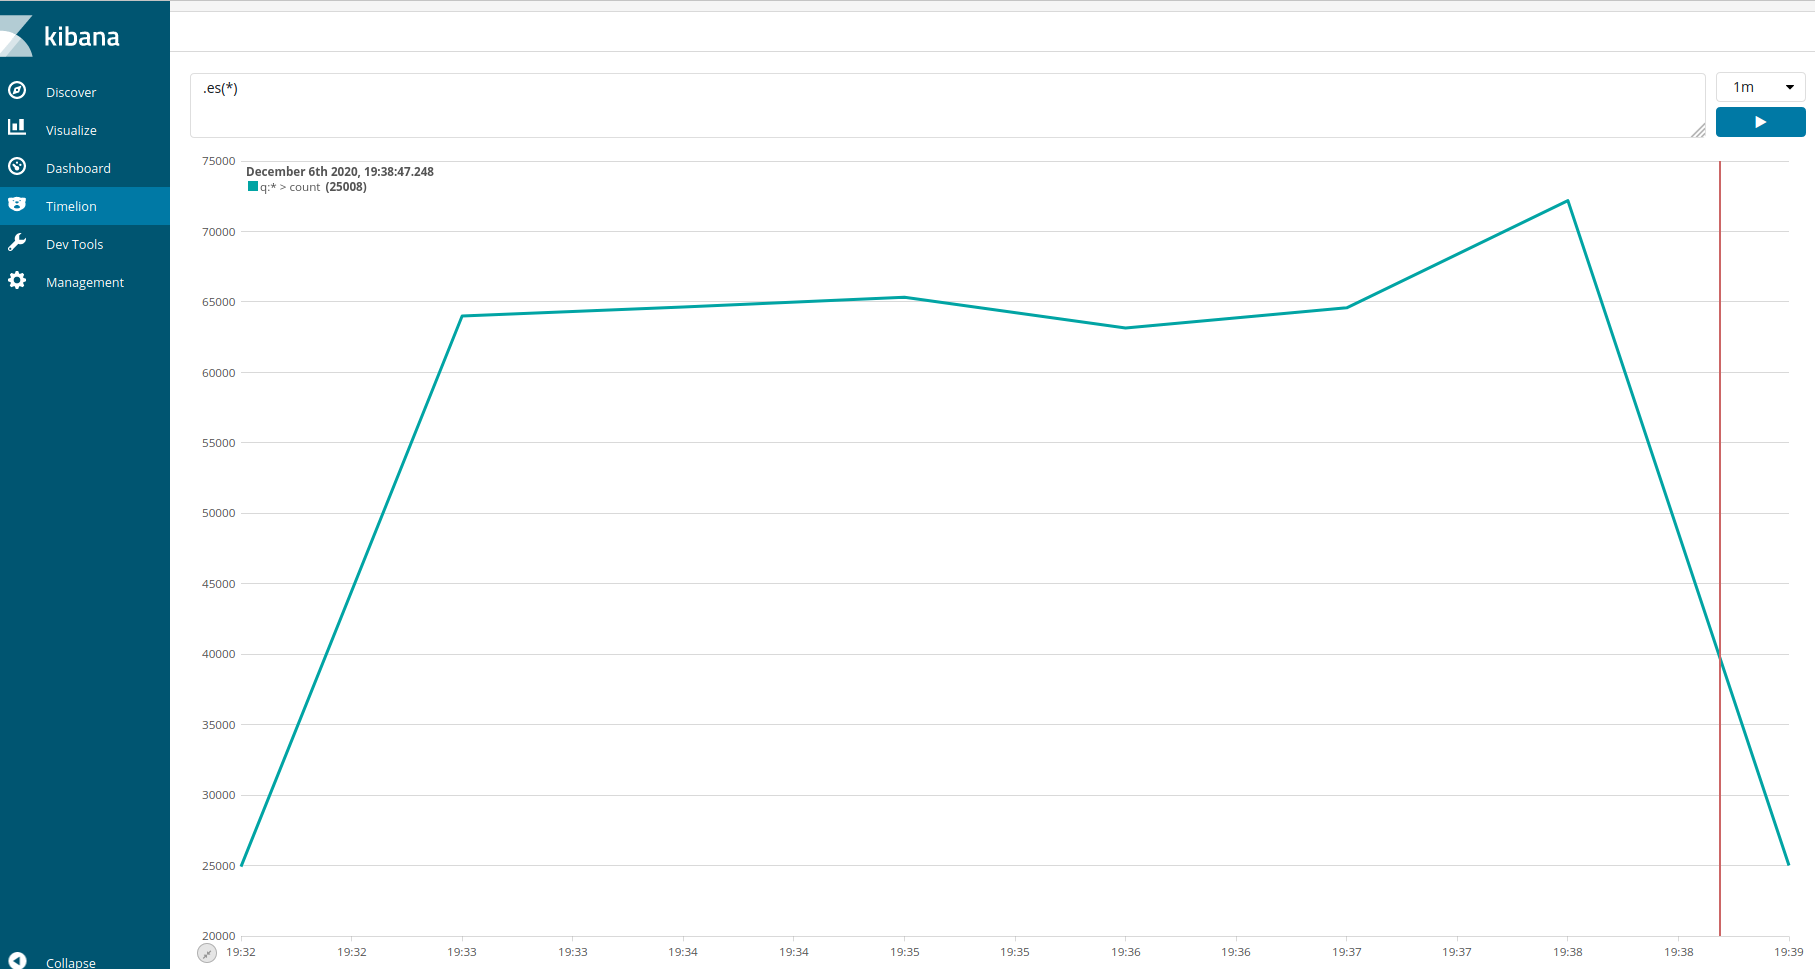 kibana
Discover
Visualize
Dashboard
Timelion
Dev Tools
Management
Collapse
.es(*)
1m
December 6th 2020, 19:38:47.248
q:* > count (25008)
75000
70000
65000
60000
55000
50000
45000
40000
35000
30000
25000
20000
19:32 19:32 19:33 19:33 19:34 19:34 19:35 19:35 19:36 19:36 19:37 19:37 19:38 19:38 19:39